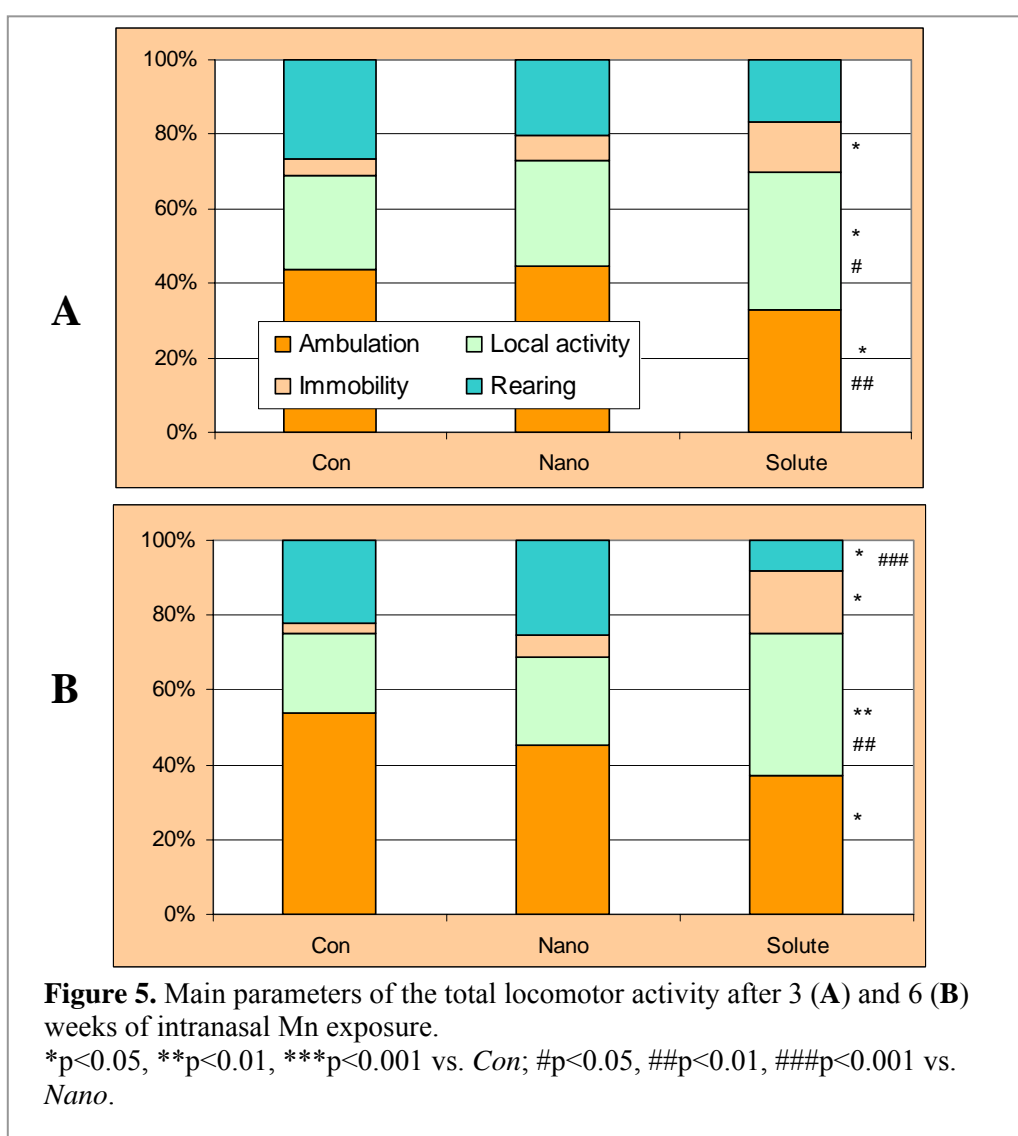 100%
80%
60%
40%
20%
0%
A
Ambulation Local activity
Immobility Rearing
*
*
#
*
##
Con Nano Solute
100%
80%
60%
40%
20%
0%
B
* ###
*
**
##
*
Con Nano Solute
Figure 5. Main parameters of the total locomotor activity after 3 (A) and 6 (B)
weeks of intranasal Mn exposure.
*p<0.05, **p<0.01, ***p<0.001 vs. Con; #p<0.05, ##p<0.01, ###p<0.001 vs.
Nano.